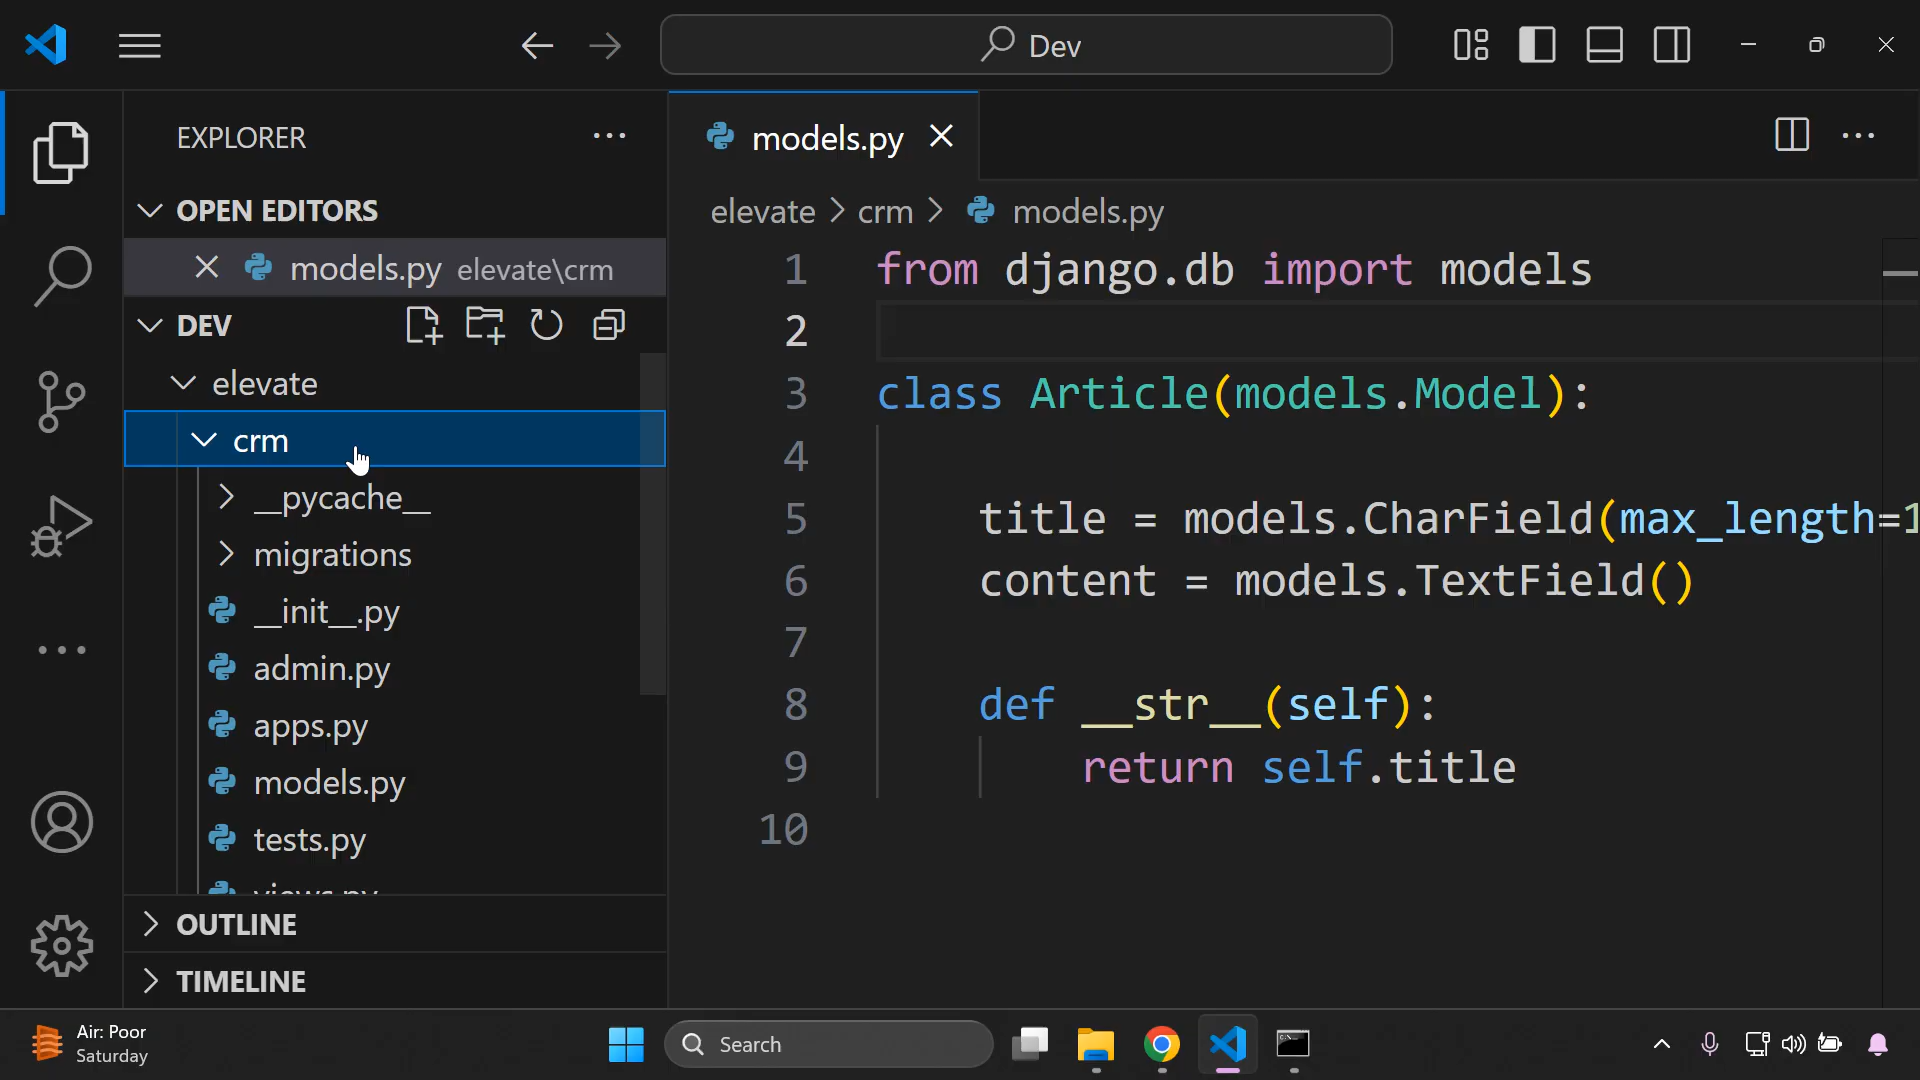 Dev
EXPLORER
OPEN EDITORS
models.py elevate\crm
DEV
elevate
crm
__pycache__
migrations
__init__.py
admin.py
apps.py
models.py
tests.py
views.py
OUTLINE
TIMELINE
models.py
elevate > crm > models.py
1 from django.db import models
2
3 class Article(models.Model):
4
5 title = models.CharField(max_length=1
6 content = models.TextField()
7
8 def __str__(self):
9 return self.title
10
Air: Poor
Saturday
Search